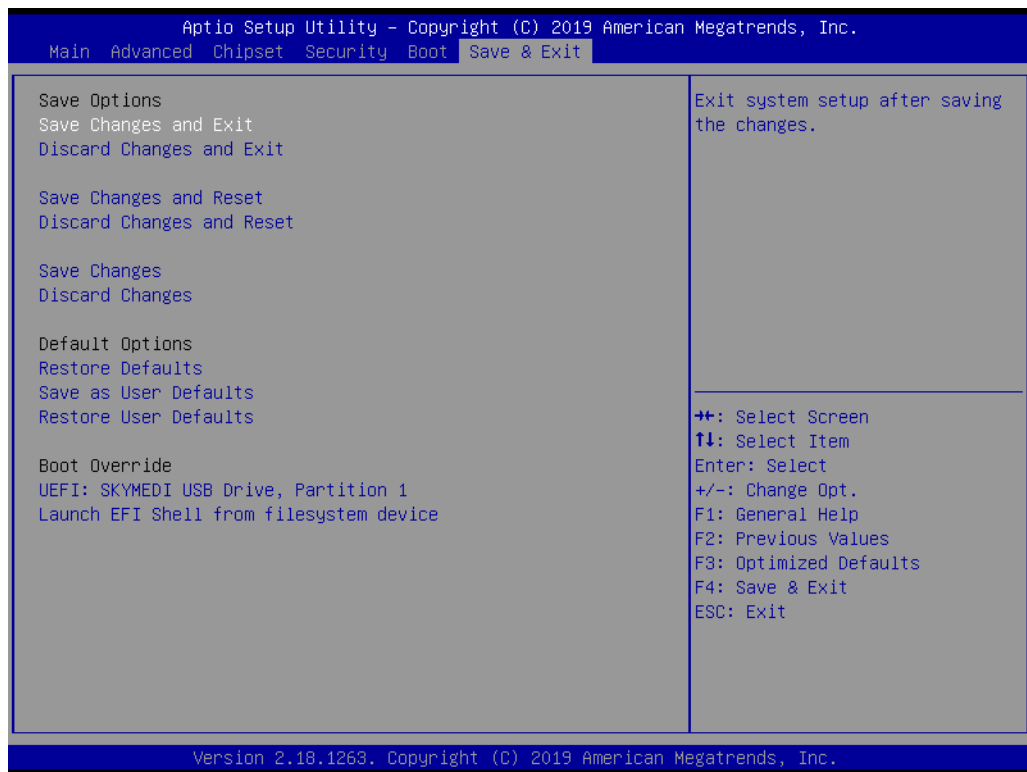 Aptio Setup Utility – Copyright (C) 2019 American Megatrends, Inc.
Main Advanced Chipset Security Boot Save & Exit
Save Options
Save Changes and Exit
Discard Changes and Exit
Save Changes and Reset
Discard Changes and Reset
Save Changes
Discard Changes
Default Options
Restore Defaults
Save as User Defaults
Restore User Defaults
Boot Override
UEFI: SKYMEDI USB Drive, Partition 1
Launch EFI Shell from filesystem device
Exit system setup after saving
the changes.
→←: Select Screen
↑↓: Select Item
Enter: Select
+/-: Change Opt.
F1: General Help
F2: Previous Values
F3: Optimized Defaults
F4: Save & Exit
ESC: Exit
Version 2.18.1263. Copyright (C) 2019 American Megatrends, Inc.